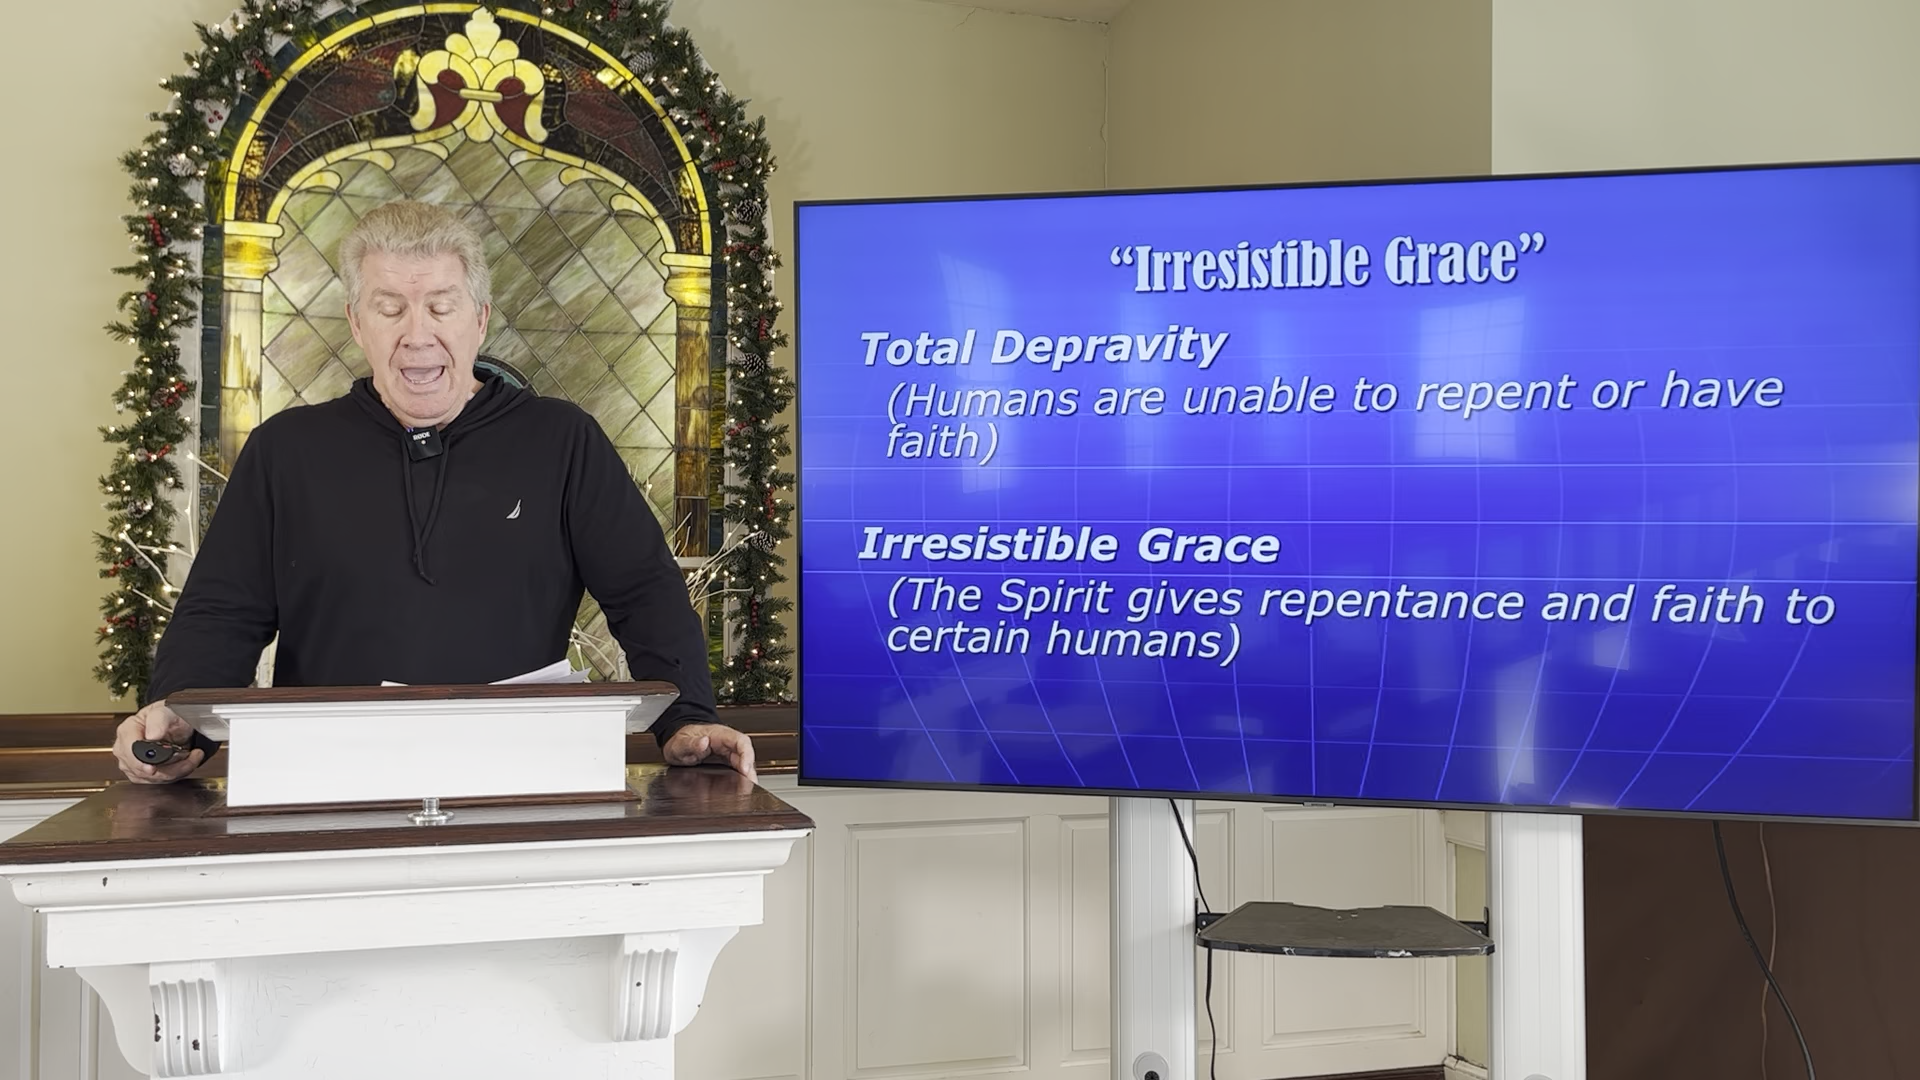 “Irresistible Grace”
Total Depravity
(Humans are unable to repent or have
faith)
Irresistible Grace
(The Spirit gives repentance and faith to
certain humans)
RODE